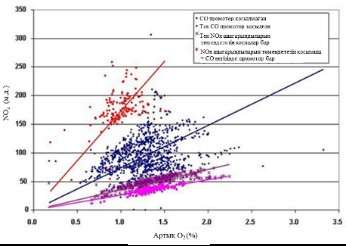 350
300
250
200
150
100
50
0
NOₓ (м.д.)
CO промотор қосылмаған
Тек CO промотор қосылған
Тек NOx шығарындыларын төмендететін қоспалар бар
NOx шығарындыларын төмендететін қоспалар + CO негізінде промотор бар
0.0 0.5 1.0 1.5 2.0 2.5 3.0 3.5
Артық O₂ (%)